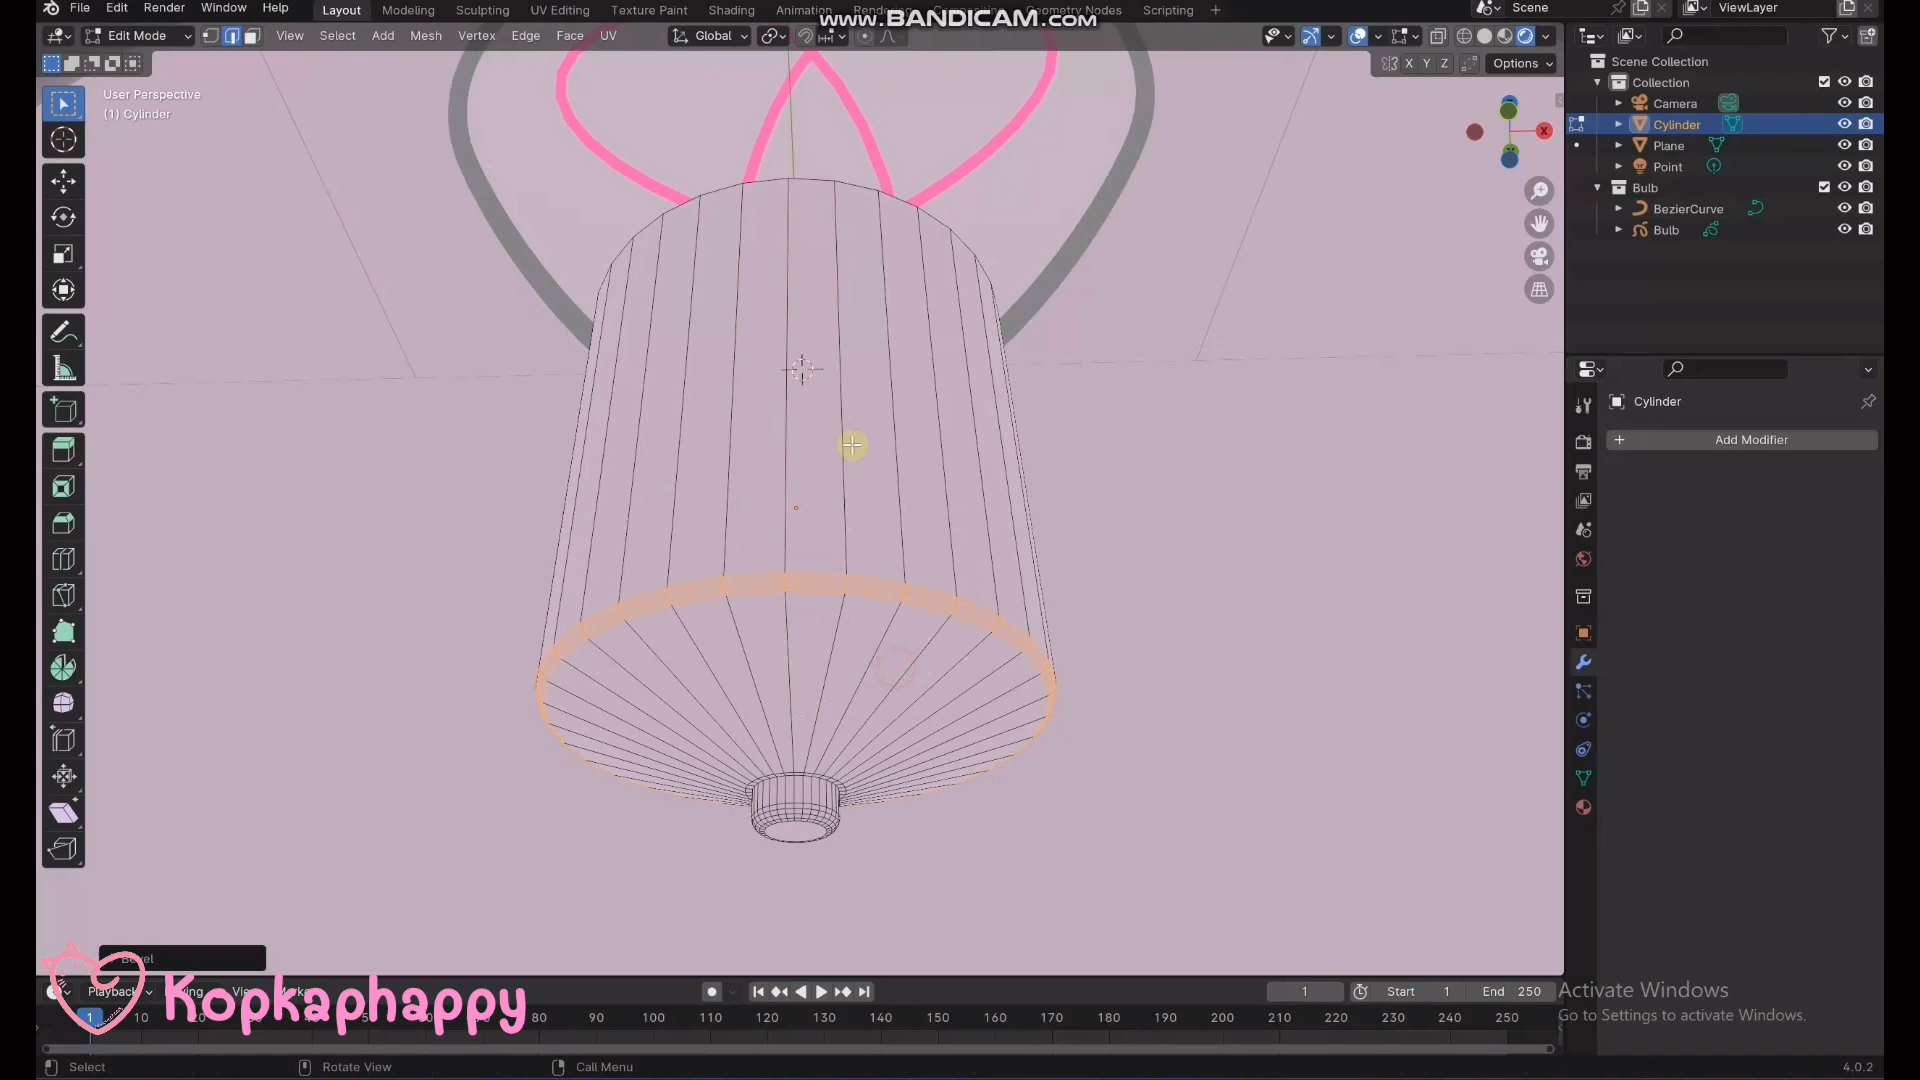 File Edit Render Window Help Layout Modeling Sculpting UV Editing Texture Paint Shading Animation Geometry Nodes Scripting + Scene ViewLayer
www.BANDICAM.com
Edit Mode View Select Add Mesh Vertex Edge Face UV Global
X Y Z Options
User Perspective
(1) Cylinder
X
Scene Collection
Collection
Camera
Cylinder
Plane
Point
Bulb
BezierCurve
Bulb
Cylinder
+ Add Modifier
Bevel
Kopkaphappy
Playback 1 Start 1 End 250
1 10 80 90 100 110 120 130 140 150 160 170 180 190 200 210 220 230 240 250
Activate Windows
Go to Settings to activate Windows.
Select Rotate View Call Menu 4.0.2